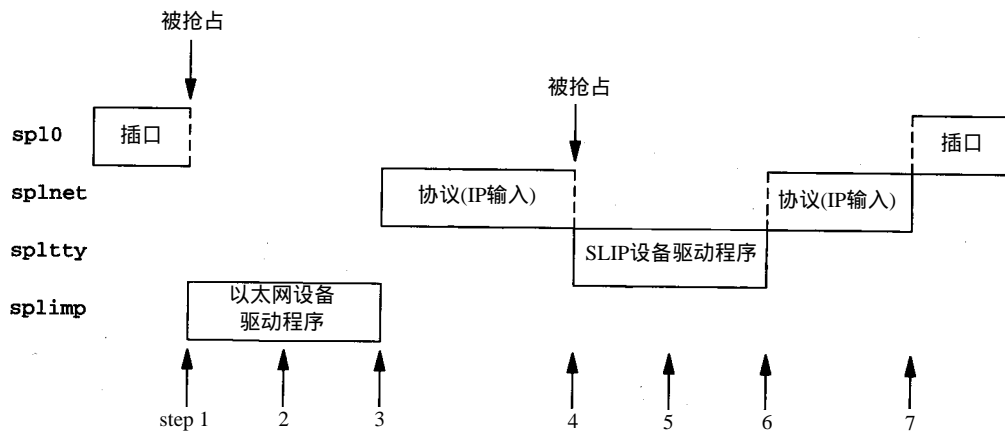 被抢占
被抢占
spl0
插口
插口
splnet
协议(IP输入)
协议(IP输入)
spltty
SLIP设备驱动程序
splimp
以太网设备
驱动程序
step 1
2
3
4
5
6
7